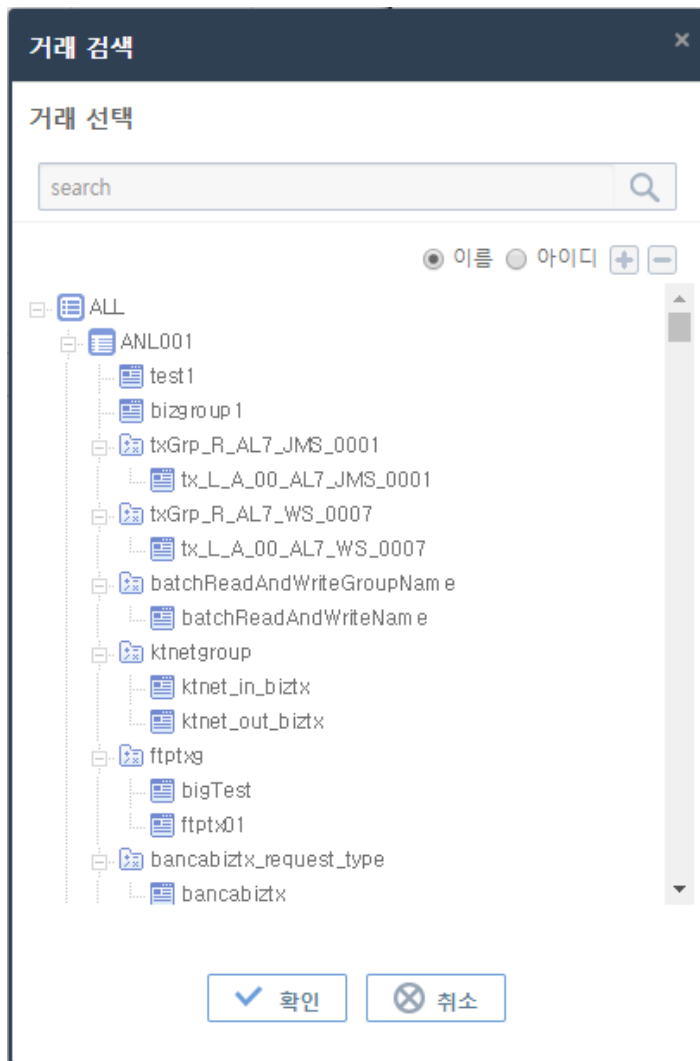 거래 검색
거래 선택
search
이름 아이디
ALL
ANL001
test1
bizgroup1
txGrp_R_AL7_JMS_0001
tx_L_A_00_AL7_JMS_0001
txGrp_R_AL7_WS_0007
tx_L_A_00_AL7_WS_0007
batchReadAndWriteGroupName
batchReadAndWriteName
ktnetgroup
ktnet_in_biztx
ktnet_out_biztx
ftptxg
bigTest
ftptx01
bancabiztx_request_type
bancabiztx
확인 취소